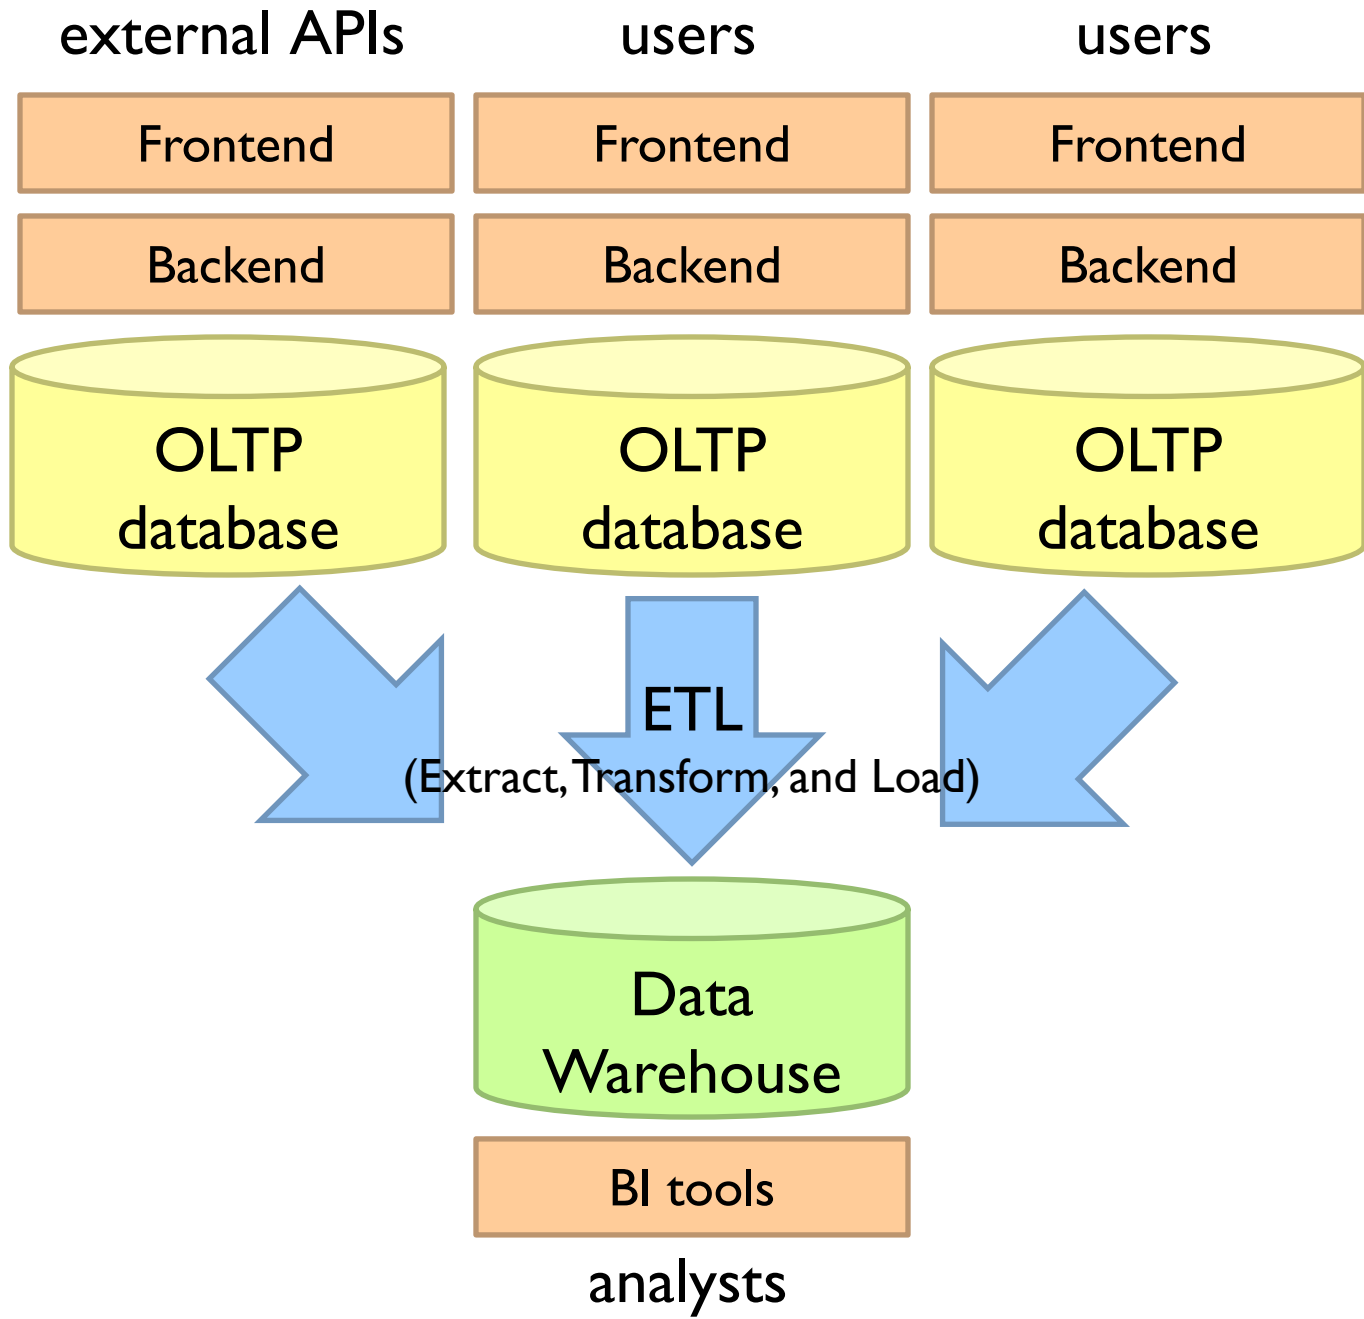 external APIs users users
Frontend Frontend Frontend
Backend Backend Backend
OLTP OLTP OLTP
database database database
ETL
(Extract, Transform, and Load)
Data
Warehouse
BI tools
analysts